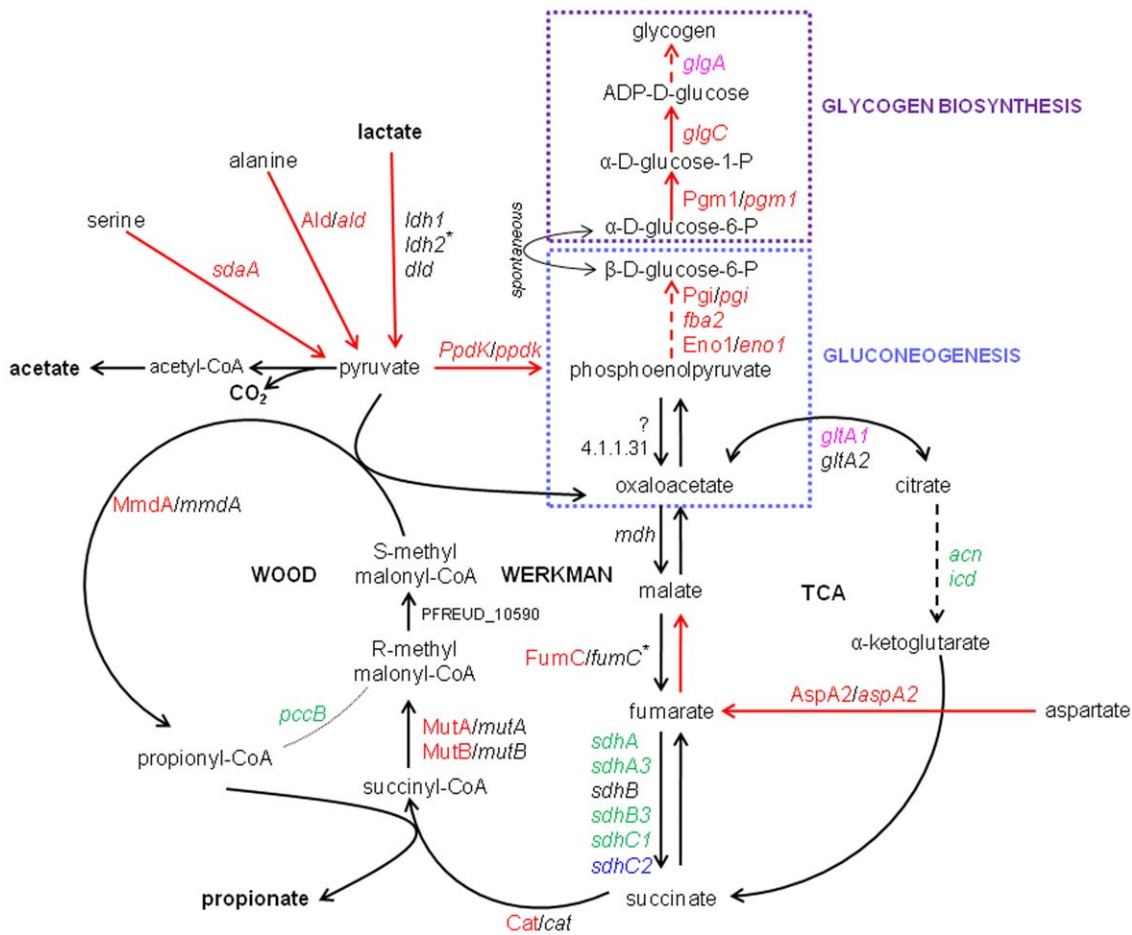 glycogen
glgA
ADP-D-glucose
GLYCOGEN BIOSYNTHESIS
glgC
α-D-glucose-1-P
Pgm1/pgm1
α-D-glucose-6-P
lactate
alanine
serine
Ald/ald
ldh1
ldh2*
dld
sdaA
spontaneous
β-D-glucose-6-P
Pgi/pgi
fba2
Eno1/eno1
GLUCONEOGENESIS
acetate
acetyl-CoA
CO₂
pyruvate
PpdK/ppdk
phosphoenolpyruvate
?
4.1.1.31
gltA1
gltA2
oxaloacetate
citrate
MmdA/mmdA
mdh
acn
icd
S-methyl
malonyl-CoA
WOOD
WERKMAN
malate
TCA
PFREUD_10590
R-methyl
malonyl-CoA
FumC/fumC*
α-ketoglutarate
pccB
fumarate
AspA2/aspA2
aspartate
propionyl-CoA
MutA/mutA
MutB/mutB
succinyl-CoA
sdhA
sdhA3
sdhB
sdhB3
sdhC1
sdhC2
propionate
Cat/cat
succinate